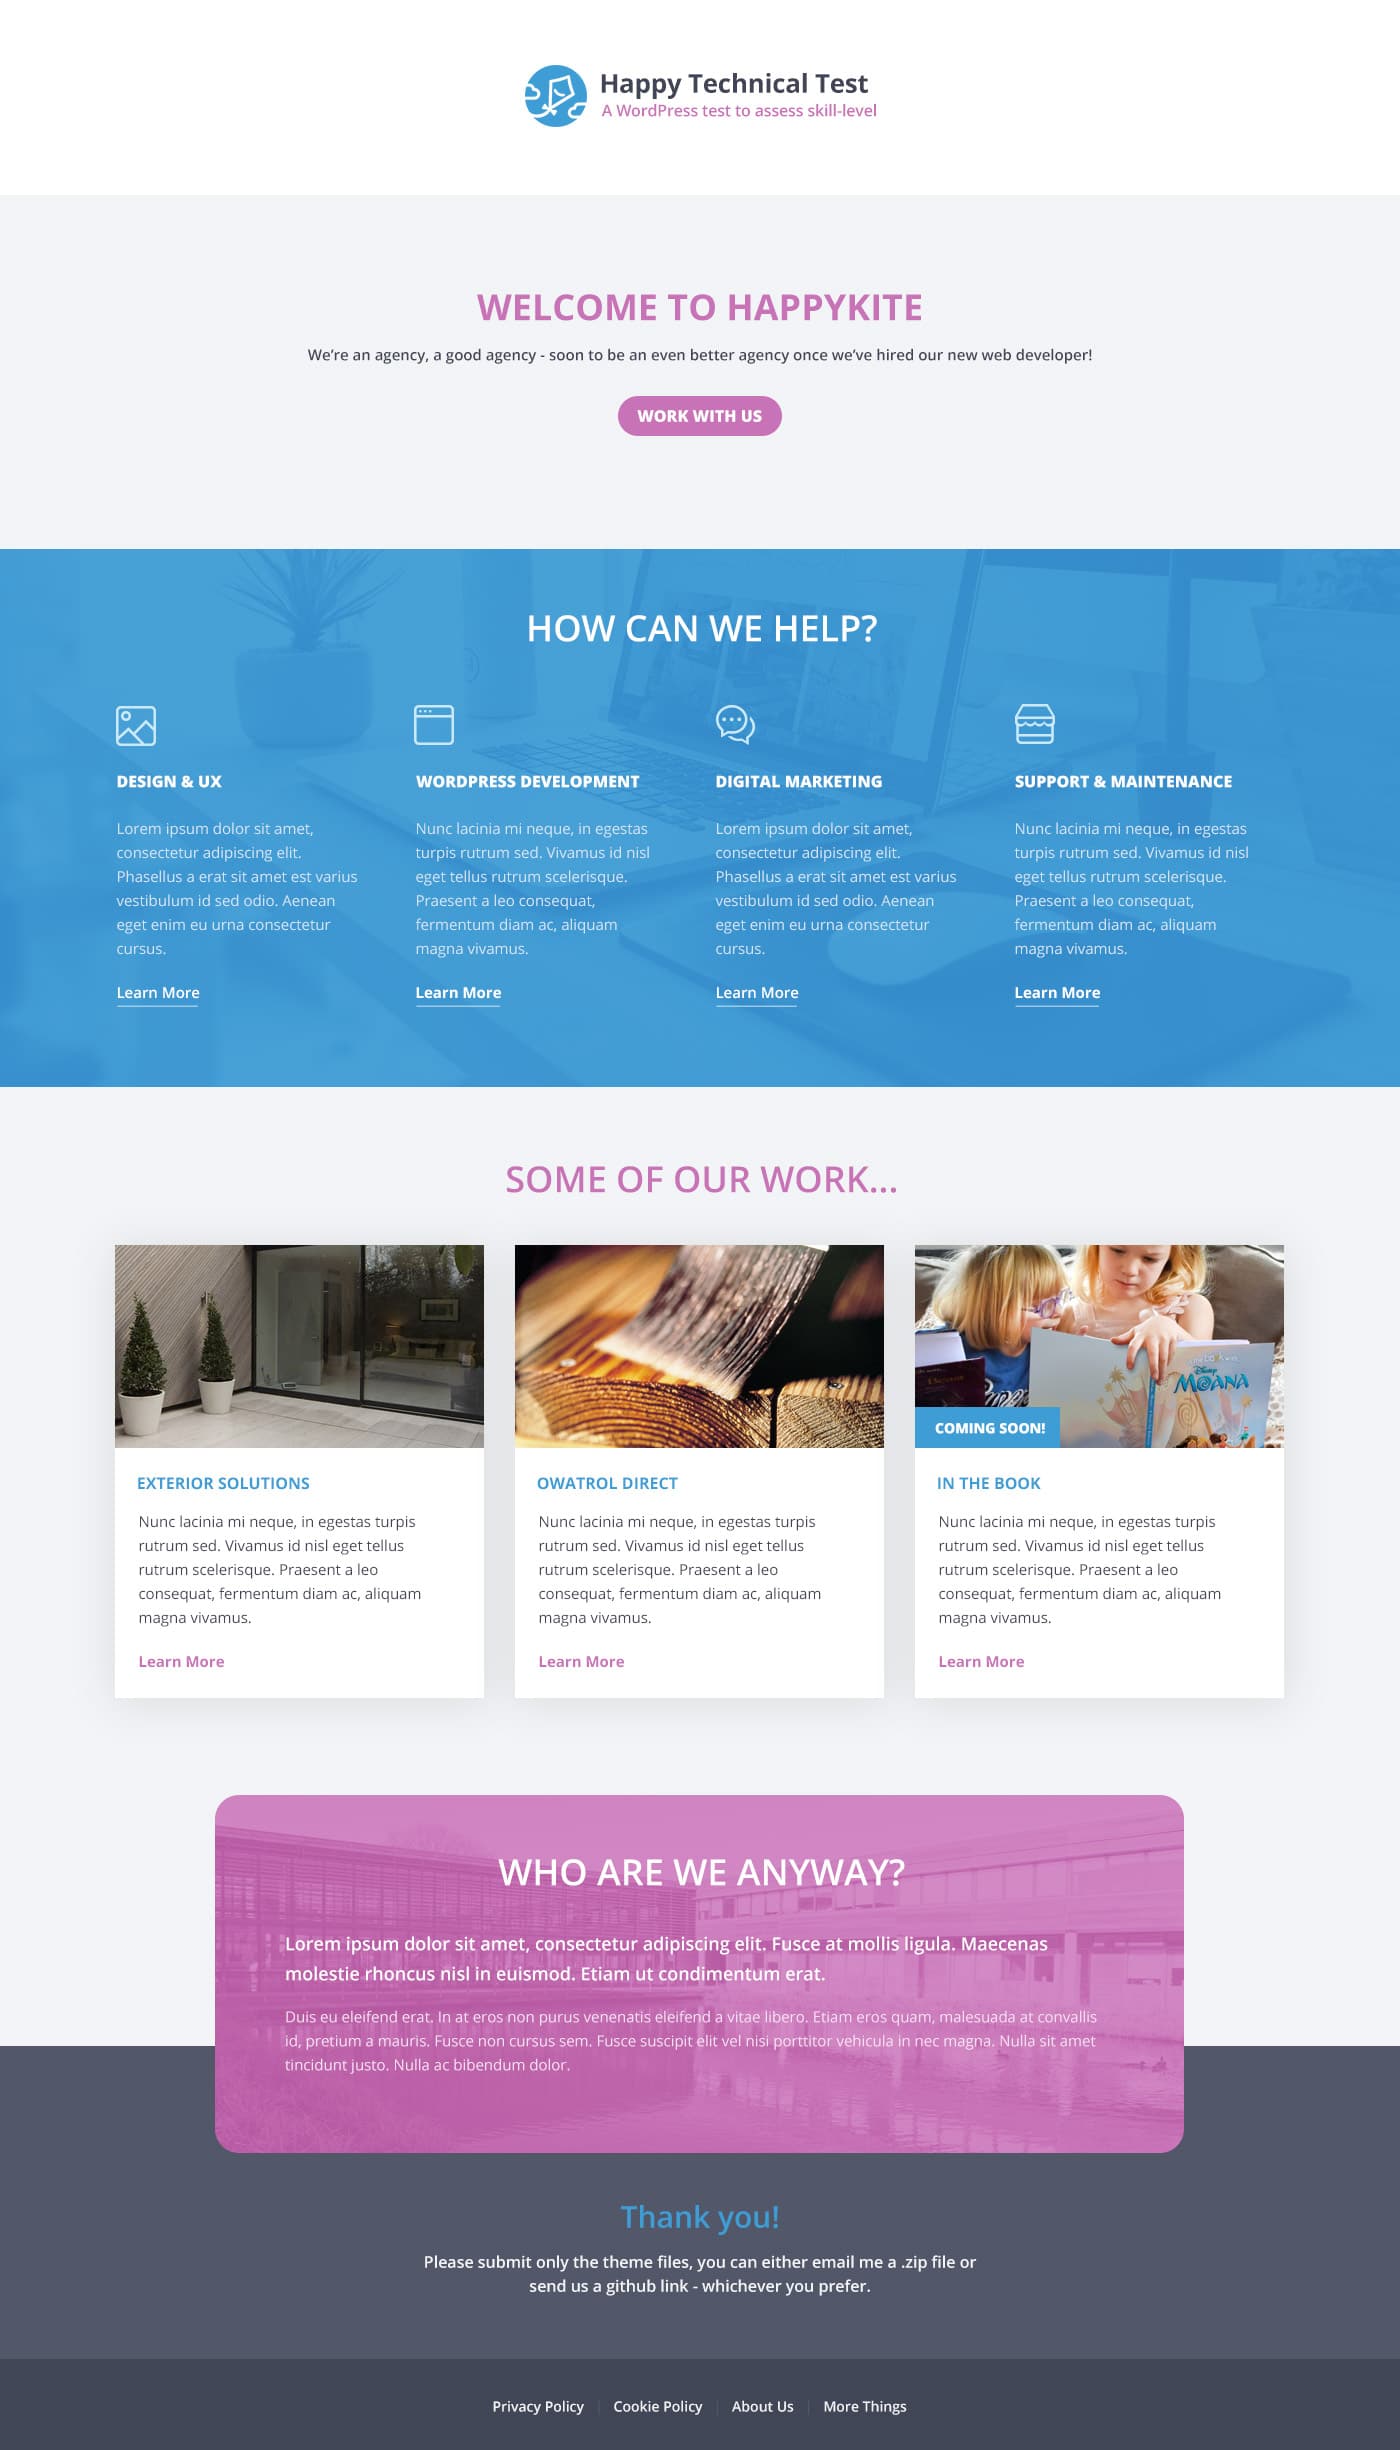 Happy Technical Test
A WordPress test to assess skill-level
WELCOME TO HAPPYKITE
We’re an agency, a good agency - soon to be an even better agency once we’ve hired our new web developer!
WORK WITH US
HOW CAN WE HELP?
DESIGN & UX
Lorem ipsum dolor sit amet,
consectetur adipiscing elit.
Phasellus a erat sit amet est varius
vestibulum id sed odio. Aenean
eget enim eu urna consectetur
cursus.
Learn More
WORDPRESS DEVELOPMENT
Nunc lacinia mi neque, in egestas
turpis rutrum sed. Vivamus id nisl
eget tellus rutrum scelerisque.
Praesent a leo consequat,
fermentum diam ac, aliquam
magna vivamus.
Learn More
DIGITAL MARKETING
Lorem ipsum dolor sit amet,
consectetur adipiscing elit.
Phasellus a erat sit amet est varius
vestibulum id sed odio. Aenean
eget enim eu urna consectetur
cursus.
Learn More
SUPPORT & MAINTENANCE
Nunc lacinia mi neque, in egestas
turpis rutrum sed. Vivamus id nisl
eget tellus rutrum scelerisque.
Praesent a leo consequat,
fermentum diam ac, aliquam
magna vivamus.
Learn More
SOME OF OUR WORK...
EXTERIOR SOLUTIONS
Nunc lacinia mi neque, in egestas turpis
rutrum sed. Vivamus id nisl eget tellus
rutrum scelerisque. Praesent a leo
consequat, fermentum diam ac, aliquam
magna vivamus.
Learn More
OWATROL DIRECT
Nunc lacinia mi neque, in egestas turpis
rutrum sed. Vivamus id nisl eget tellus
rutrum scelerisque. Praesent a leo
consequat, fermentum diam ac, aliquam
magna vivamus.
Learn More
Disney
MOANA
COMING SOON!
IN THE BOOK
Nunc lacinia mi neque, in egestas turpis
rutrum sed. Vivamus id nisl eget tellus
rutrum scelerisque. Praesent a leo
consequat, fermentum diam ac, aliquam
magna vivamus.
Learn More
WHO ARE WE ANYWAY?
Lorem ipsum dolor sit amet, consectetur adipiscing elit. Fusce at mollis ligula. Maecenas
molestie rhoncus nisl in euismod. Etiam ut condimentum erat.
Duis eu eleifend erat. In at eros non purus venenatis eleifend a vitae libero. Etiam eros quam, malesuada at convallis
id, pretium a mauris. Fusce non cursus sem. Fusce suscipit elit vel nisi porttitor vehicula in nec magna. Nulla sit amet
tincidunt justo. Nulla ac bibendum dolor.
Thank you!
Please submit only the theme files, you can either email me a .zip file or
send us a github link - whichever you prefer.
Privacy Policy | Cookie Policy | About Us | More Things